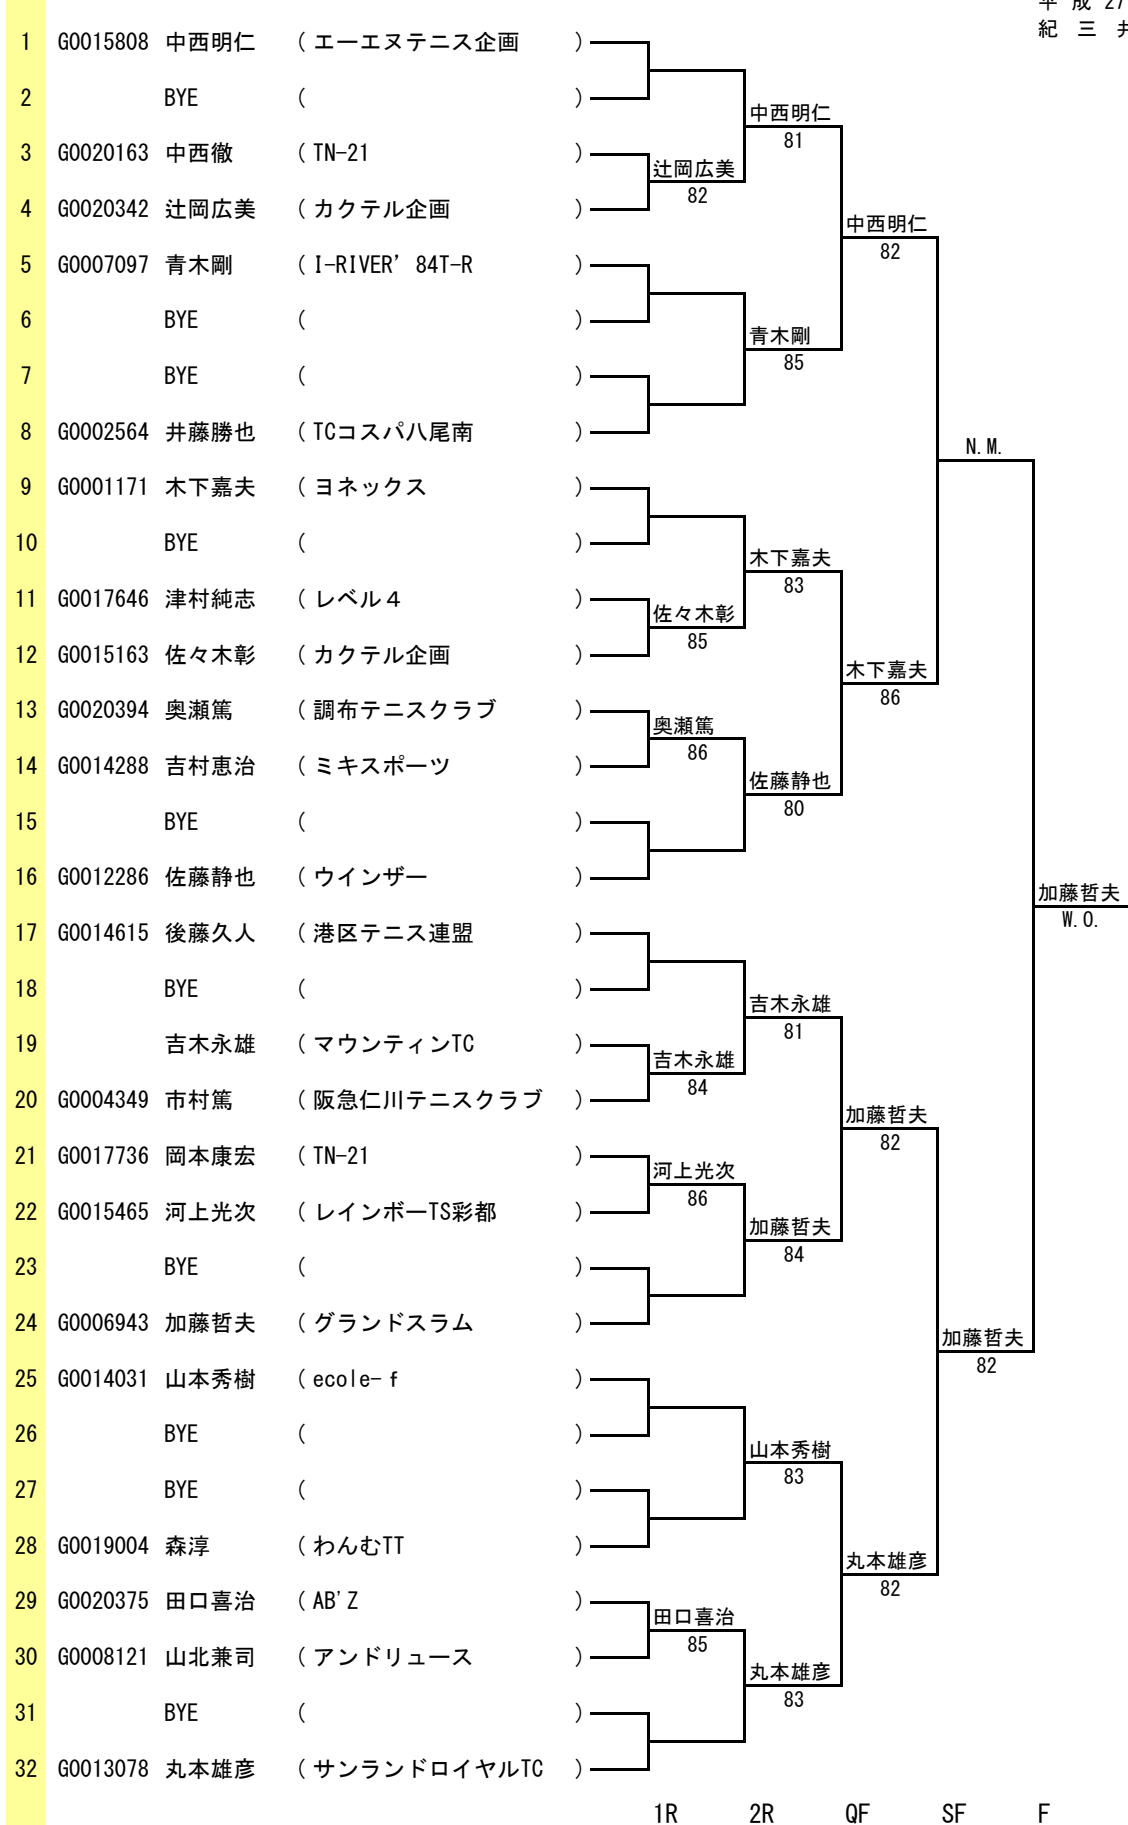 平 成 27
紀 三 井
1 G0015808 中西明仁 ( エーエヌテニス企画 )
2 BYE ( )
中西明仁
81
3 G0020163 中西徹 ( TN-21 )
辻岡広美
82
4 G0020342 辻岡広美 ( カクテル企画 )
中西明仁
82
5 G0007097 青木剛 ( I-RIVER' 84T-R )
6 BYE ( )
青木剛
85
7 BYE ( )
8 G0002564 井藤勝也 ( TCコスパ八尾南 )
N.M.
9 G0001171 木下嘉夫 ( ヨネックス )
10 BYE ( )
木下嘉夫
83
11 G0017646 津村純志 ( レベル４ )
佐々木彰
85
12 G0015163 佐々木彰 ( カクテル企画 )
木下嘉夫
86
13 G0020394 奥瀬篤 ( 調布テニスクラブ )
奥瀬篤
86
14 G0014288 吉村恵治 ( ミキスポーツ )
佐藤静也
80
15 BYE ( )
16 G0012286 佐藤静也 ( ウインザー )
加藤哲夫
W.O.
17 G0014615 後藤久人 ( 港区テニス連盟 )
18 BYE ( )
吉木永雄
81
19 吉木永雄 ( マウンティンTC )
吉木永雄
84
20 G0004349 市村篤 ( 阪急仁川テニスクラブ )
加藤哲夫
82
21 G0017736 岡本康宏 ( TN-21 )
河上光次
86
22 G0015465 河上光次 ( レインボーTS彩都 )
加藤哲夫
84
23 BYE ( )
24 G0006943 加藤哲夫 ( グランドスラム )
加藤哲夫
82
25 G0014031 山本秀樹 ( ecole-f )
26 BYE ( )
山本秀樹
83
27 BYE ( )
28 G0019004 森淳 ( わんむTT )
丸本雄彦
82
29 G0020375 田口喜治 ( AB'Z )
田口喜治
85
30 G0008121 山北兼司 ( アンドリュース )
丸本雄彦
83
31 BYE ( )
32 G0013078 丸本雄彦 ( サンランドロイヤルTC )
1R 2R QF SF F